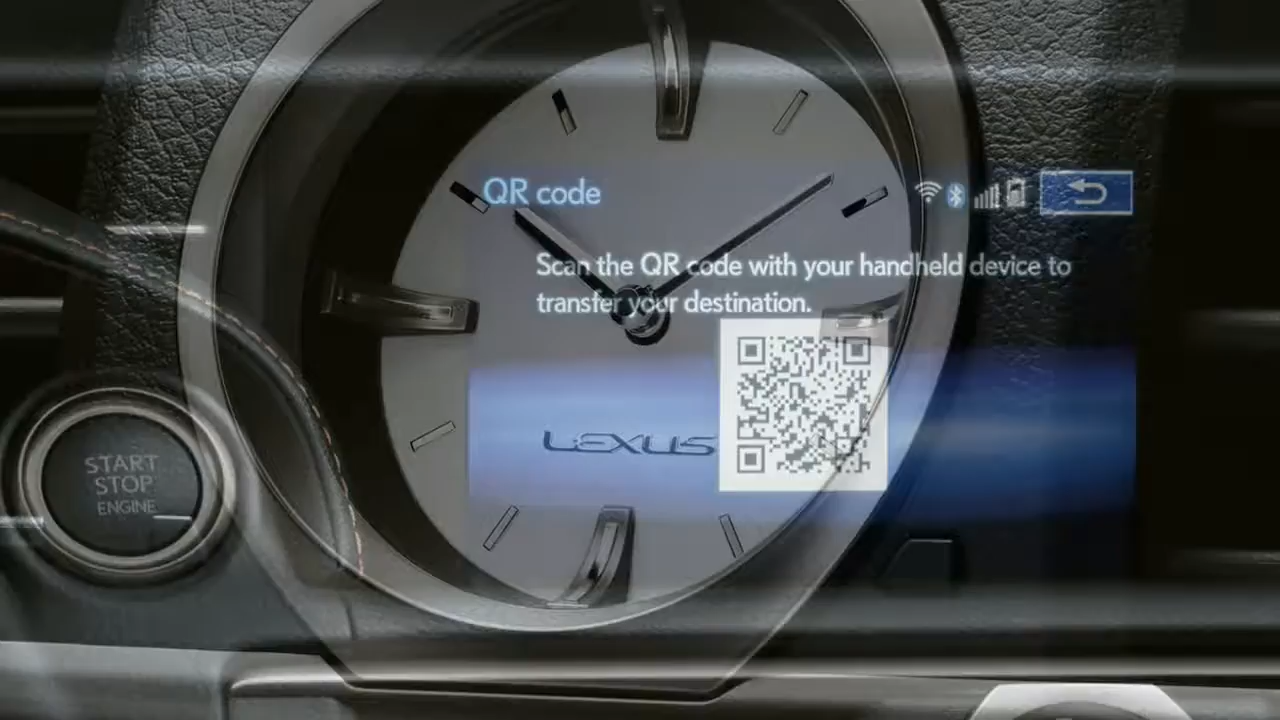 QR code
Scan the QR code with your handheld device to
transfer your destination.
LEXUS
START
STOP
ENGINE